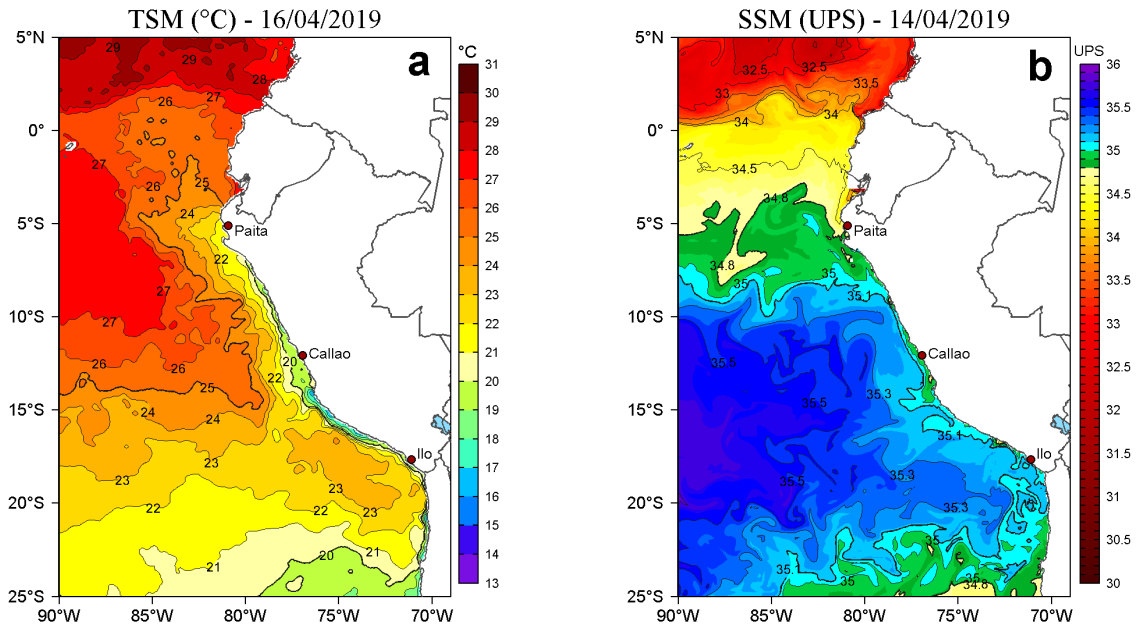 TSM (°C) - 16/04/2019
SSM (UPS) - 14/04/2019
a
°C
31
30
29
28
27
26
25
24
23
22
21
20
19
18
17
16
15
14
13
5°N
0°
5°S
10°S
15°S
20°S
25°S
90°W
85°W
80°W
75°W
70°W
29
29
28
27
26
27
26
25
24
22
27
27
26
26
25
24
24
23
23
22
21
20
22
23
23
22
21
20
Paita
Callao
Ilo
b
UPS
36
35.5
35
34.5
34
33.5
33
32.5
32
31.5
31
30.5
30
5°N
0°
5°S
10°S
15°S
20°S
25°S
90°W
85°W
80°W
75°W
70°W
32.5
32.5
33
33.5
34
34
34.5
34.8
34.8
35
35
35.1
35.5
35.5
35.3
35.1
35.5
35.3
35.3
35
35.1
35
35
34.8
Paita
Callao
Ilo